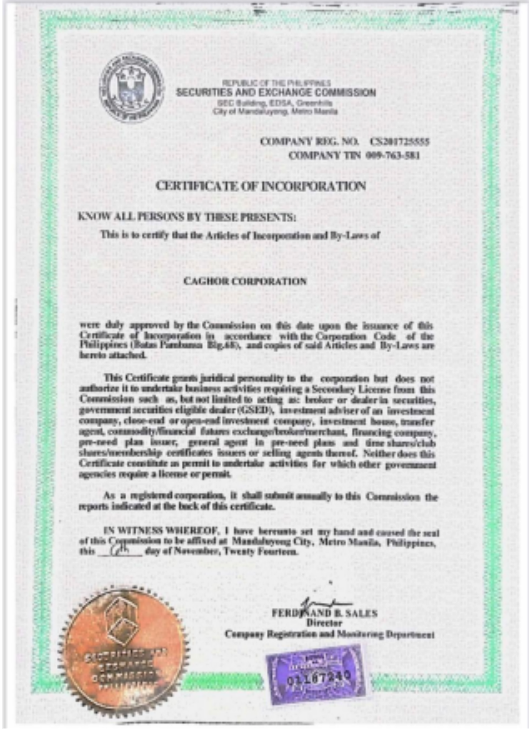 REPUBLIC OF THE PHILIPPINES
SECURITIES AND EXCHANGE COMMISSION
SEC Building, EDSA, Greenhills
City of Mandaluyong, Metro Manila
COMPANY REG. NO. CS201725555
COMPANY TIN 009-763-581
CERTIFICATE OF INCORPORATION
KNOW ALL PERSONS BY THESE PRESENTS:
This is to certify that the Articles of Incorporation and By-Laws of
CAGHOR CORPORATION
were duly approved by the Commission on this date upon the issuance of this
Certificate of Incorporation in accordance with the Corporation Code of the
Philippines (Batas Pambansa Blg.68), and copies of said Articles and By-Laws are
hereto attached.
This Certificate grants juridical personality to the corporation but does not
authorize it to undertake business activities requiring a Secondary License from this
Commission such as, but not limited to acting as: broker or dealer in securities,
government securities eligible dealer (GSED), investment adviser of an investment
company, close-end or open-end investment company, investment house, transfer
agent, commodity/financial futures exchange/broker/merchant, financing company,
pre-need plan issuer, general agent in pre-need plans and time shares/club
shares/membership certificates issuers or selling agents thereof. Neither does this
Certificate constitute as permit to undertake activities for which other government
agencies require a license or permit.
As a registered corporation, it shall submit annually to this Commission the
reports indicated at the back of this certificate.
IN WITNESS WHEREOF, I have hereunto set my hand and caused the seal
of this Commission to be affixed at Mandaluyong City, Metro Manila, Philippines,
this 6th day of November, Twenty Fourteen.
FERDINAND B. SALES
Director
Company Registration and Monitoring Department
SECURITIES AND
EXCHANGE
COMMISSION
01167240